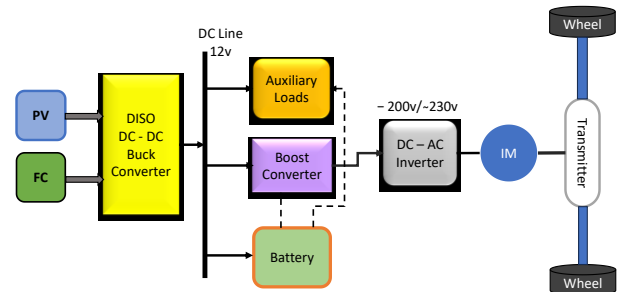 Wheel
DC Line
12v
PV
FC
DISO
DC - DC
Buck
Converter
Auxiliary
Loads
Boost
Converter
Battery
− 200v/~230v
DC – AC
Inverter
IM
Transmitter
Wheel